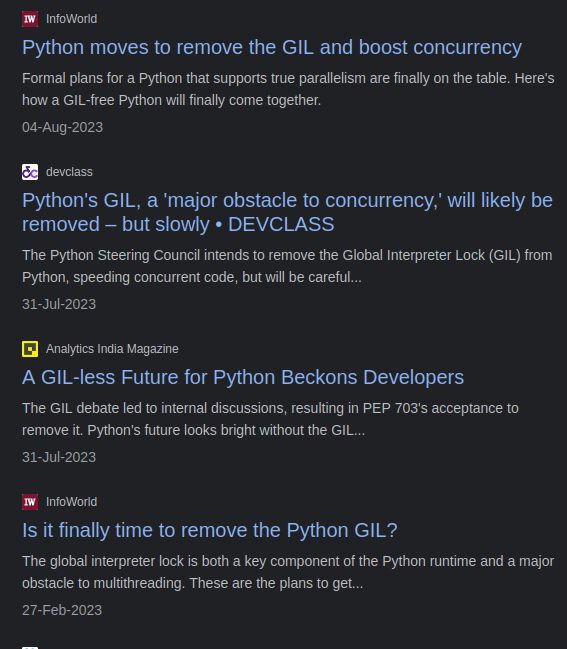 IW InfoWorld
Python moves to remove the GIL and boost concurrency
Formal plans for a Python that supports true parallelism are finally on the table. Here's
how a GIL-free Python will finally come together.
04-Aug-2023
dc devclass
Python's GIL, a 'major obstacle to concurrency,' will likely be
removed – but slowly • DEVCLASS
The Python Steering Council intends to remove the Global Interpreter Lock (GIL) from
Python, speeding concurrent code, but will be careful...
31-Jul-2023
Analytics India Magazine
A GIL-less Future for Python Beckons Developers
The GIL debate led to internal discussions, resulting in PEP 703's acceptance to
remove it. Python's future looks bright without the GIL...
31-Jul-2023
IW InfoWorld
Is it finally time to remove the Python GIL?
The global interpreter lock is both a key component of the Python runtime and a major
obstacle to multithreading. These are the plans to get...
27-Feb-2023